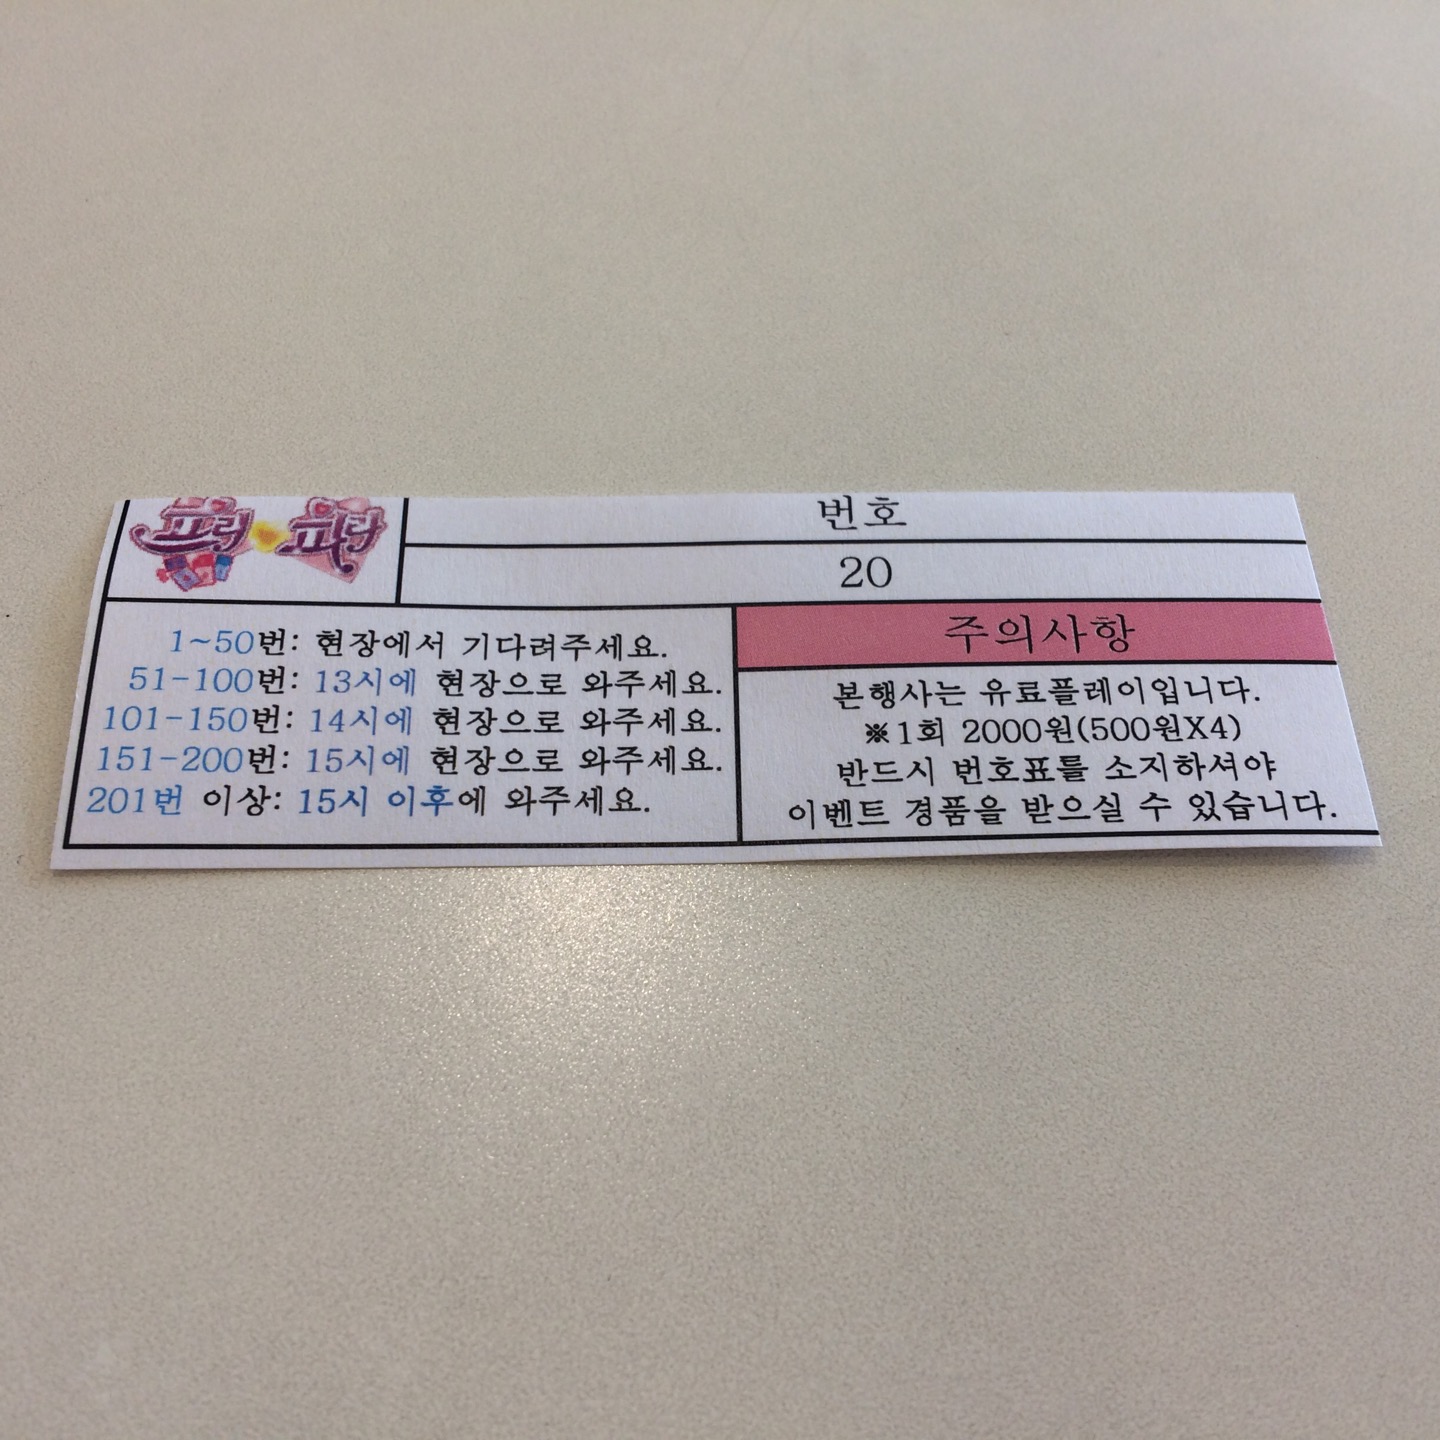 프리 파라
번호
20
1~50번: 현장에서 기다려주세요.
51-100번: 13시에 현장으로 와주세요.
101-150번: 14시에 현장으로 와주세요.
151-200번: 15시에 현장으로 와주세요.
201번 이상: 15시 이후에 와주세요.
주의사항
본행사는 유료플레이입니다.
※1회 2000원(500원X4)
반드시 번호표를 소지하셔야
이벤트 경품을 받으실 수 있습니다.